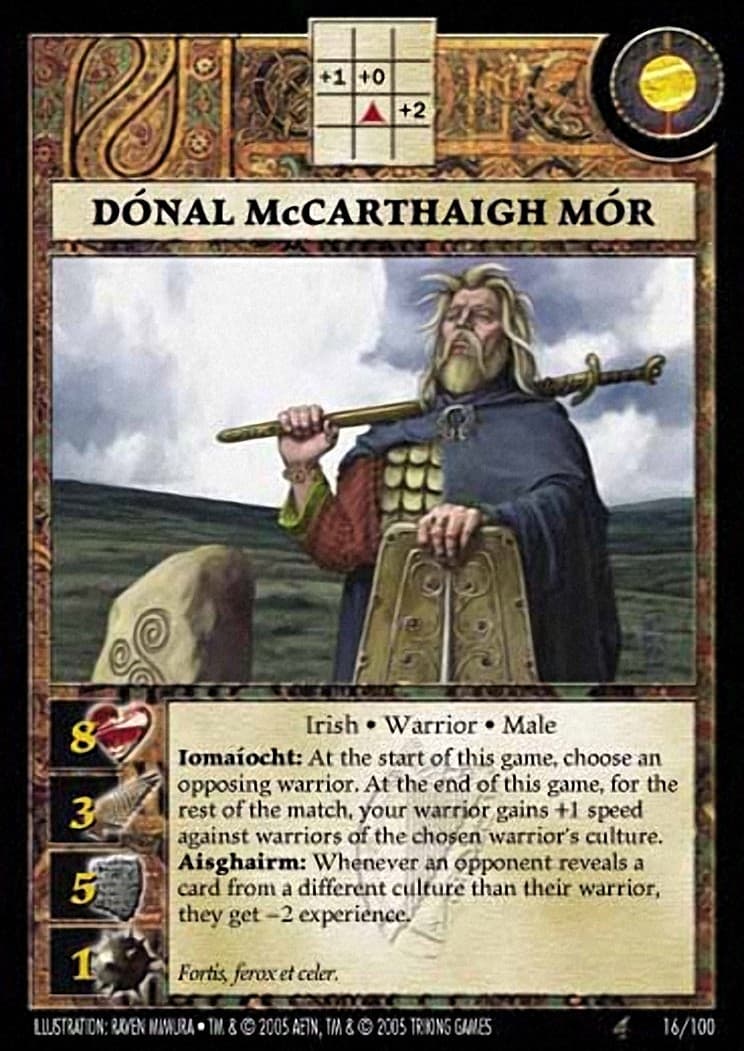 +1 +0
+2
DÓNAL McCARTHAIGH MÓR
8
3
5
1
Irish • Warrior • Male
Iomaíocht: At the start of this game, choose an
opposing warrior. At the end of this game, for the
rest of the match, your warrior gains +1 speed
against warriors of the chosen warrior's culture.
Aisghairm: Whenever an opponent reveals a
card from a different culture than their warrior,
they get –2 experience.
Fortis, ferox et celer.
ILLUSTRATION: RAVEN MIMURA • TM & © 2005 AETN, TM & © 2005 TRIKING GAMES
4
16/100